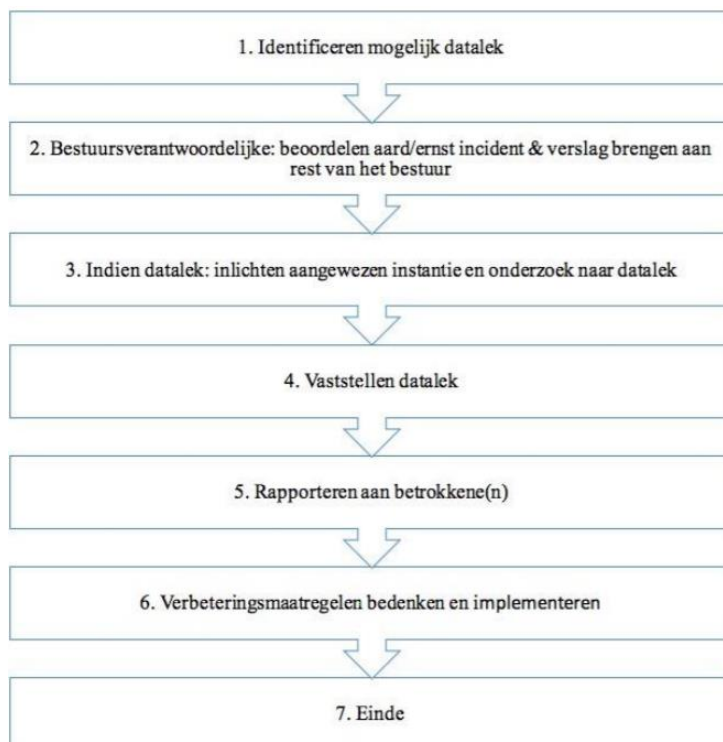 1. Identificeren mogelijk datalek
2. Bestuursverantwoordelijke: beoordelen aard/ernst incident & verslag brengen aan
rest van het bestuur
3. Indien datalek: inlichten aangewezen instantie en onderzoek naar datalek
4. Vaststellen datalek
5. Rapporteren aan betrokkene(n)
6. Verbeteringsmaatregelen bedenken en implementeren
7. Einde